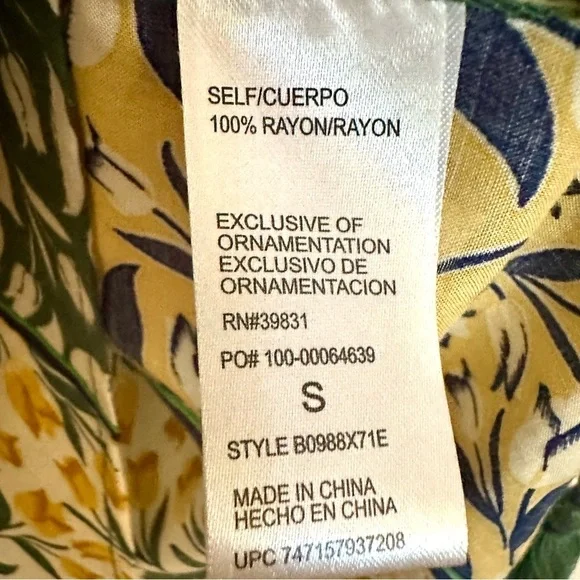 SELF/CUERPO
100% RAYON/RAYON
EXCLUSIVE OF
ORNAMENTATION
EXCLUSIVO DE
ORNAMENTACION
RN#39831
PO# 100-00064639
S
STYLE B0988X71E
MADE IN CHINA
HECHO EN CHINA
UPC 747157937208